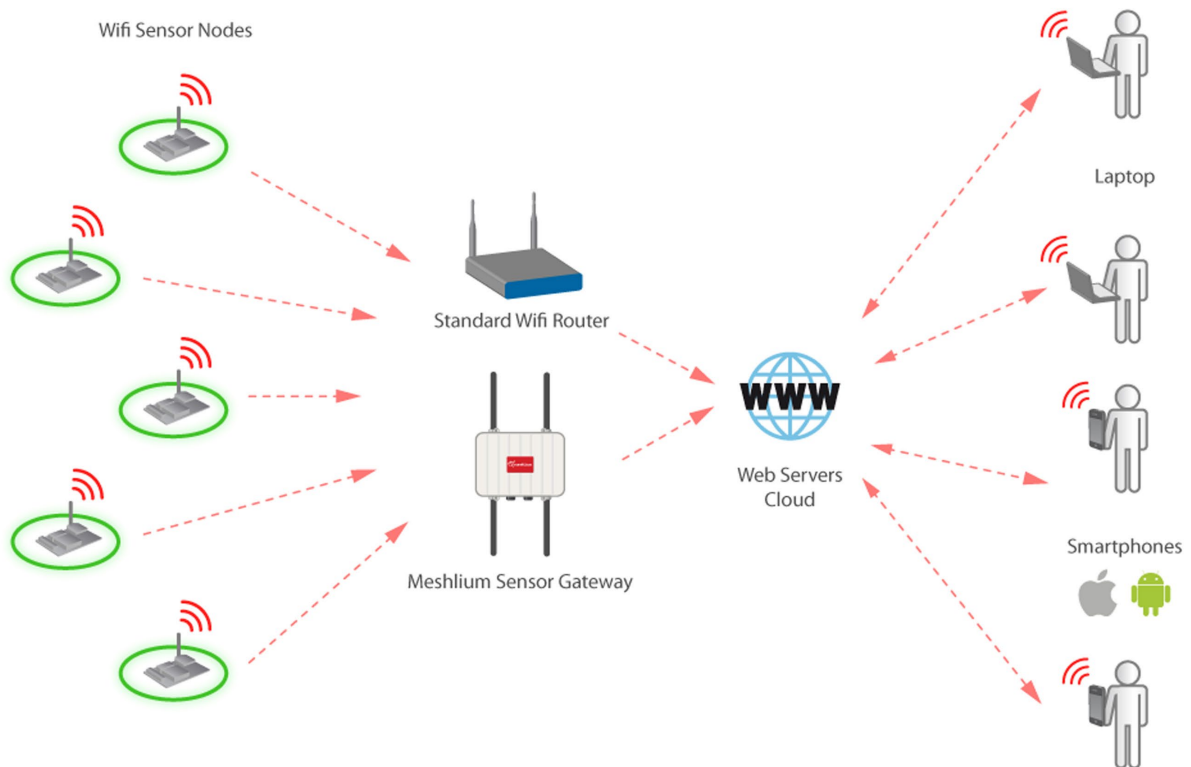 Wifi Sensor Nodes
Laptop
Standard Wifi Router
WWW
Web Servers
Cloud
Meshlium Sensor Gateway
Smartphones